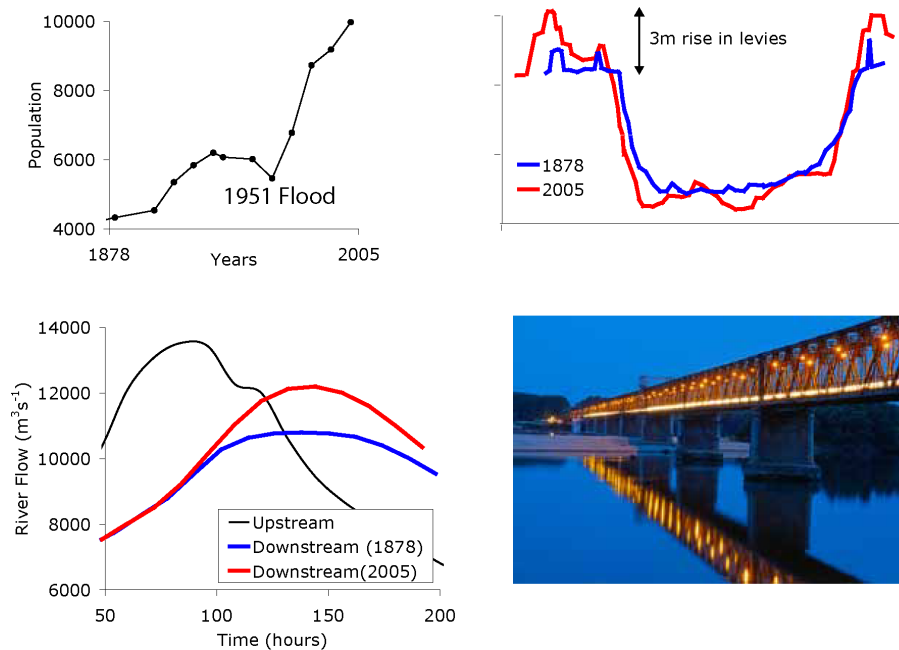 10000
8000
6000
4000
Population
1951 Flood
1878
2005
Years
3m rise in levies
1878
2005
14000
12000
10000
8000
6000
River Flow (m³s⁻¹)
Upstream
Downstream (1878)
Downstream(2005)
50
100
150
200
Time (hours)